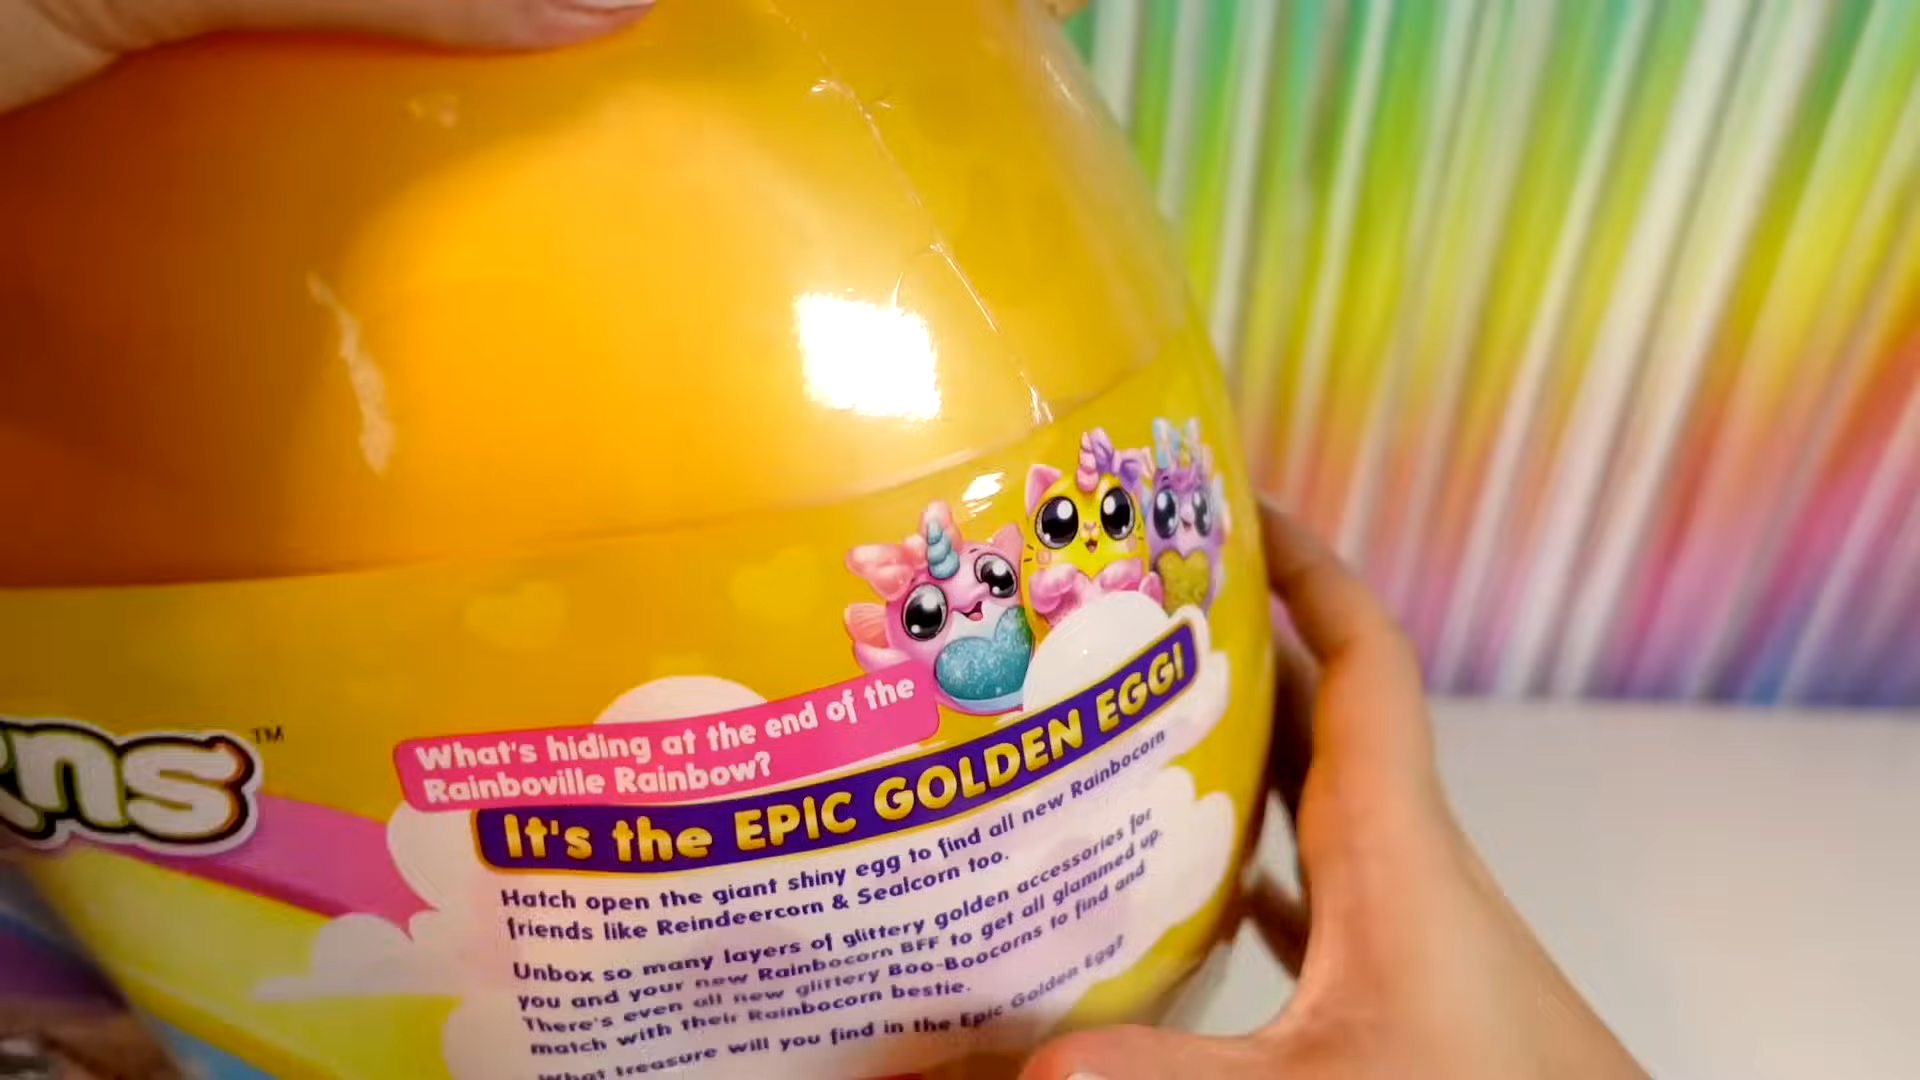 rns™
What's hiding at the end of the
Rainboville Rainbow?
It's the EPIC GOLDEN EGG!
Hatch open the giant shiny egg to find all new Rainbocorn
friends like Reindeercorn & Sealcorn too.
Unbox so many layers of glittery golden accessories for
you and your new Rainbocorn BFF to get all glammed up.
There's even all new glittery Boo-Boocorns to find and
match with their Rainbocorn bestie.
What treasure will you find in the Epic Golden Egg?